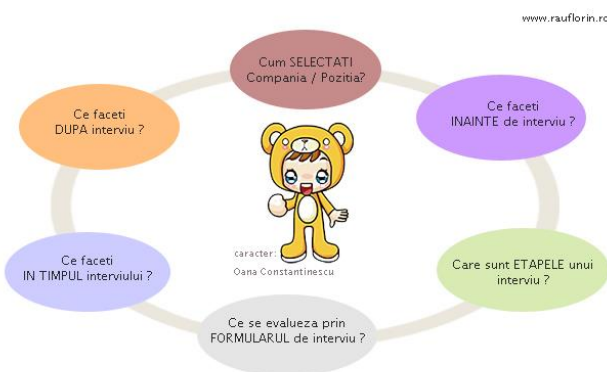 www.rauflorin.ro
Cum SELECTATI
Compania / Pozitia?
Ce faceti
INAINTE de interviu ?
Care sunt ETAPELE unui
interviu ?
Ce se evalueza prin
FORMULARUL de interviu ?
Ce faceti
IN TIMPUL interviului ?
Ce faceti
DUPA interviu ?
caracter:
Oana Constantinescu